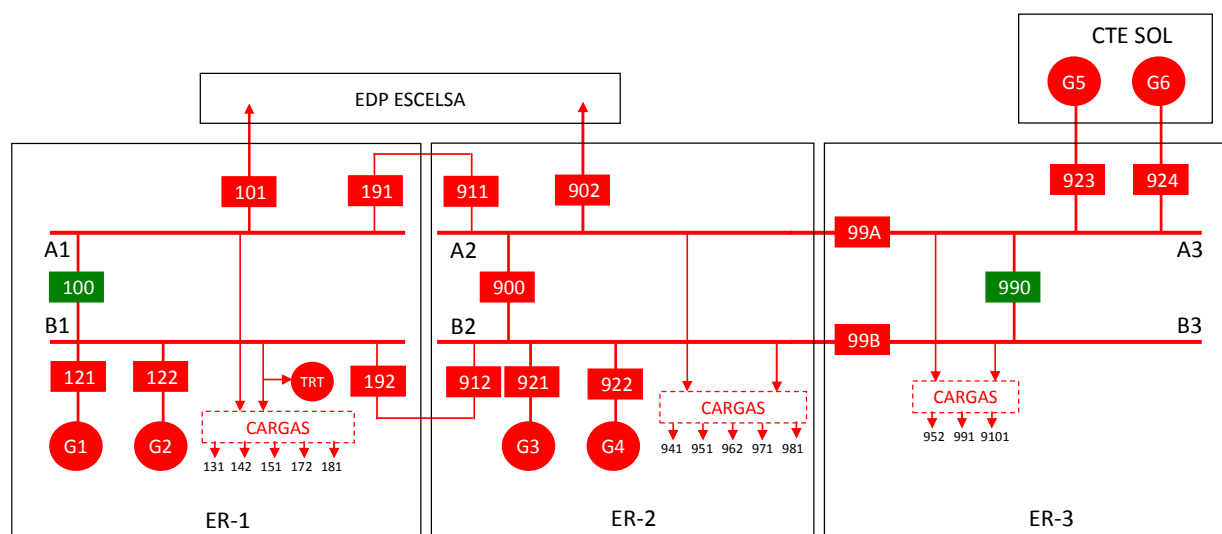 CTE SOL
G5 G6
EDP ESCELSA
101 191 911 902 923 924
99A
A1 A2 A3
100 900 990
B1 B2 B3
99B
121 122 192 912 921 922
TRT
CARGAS CARGAS CARGAS
G1 G2 G3 G4
952 991 9101
941 951 962 971 981
131 142 151 172 181
ER-1 ER-2 ER-3